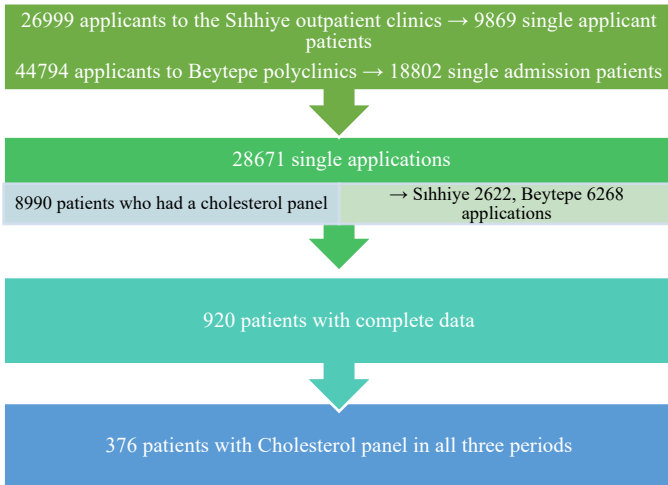 26999 applicants to the Sıhhiye outpatient clinics → 9869 single applicant
patients
44794 applicants to Beytepe polyclinics → 18802 single admission patients
28671 single applications
8990 patients who had a cholesterol panel
→ Sıhhiye 2622, Beytepe 6268
applications
920 patients with complete data
376 patients with Cholesterol panel in all three periods